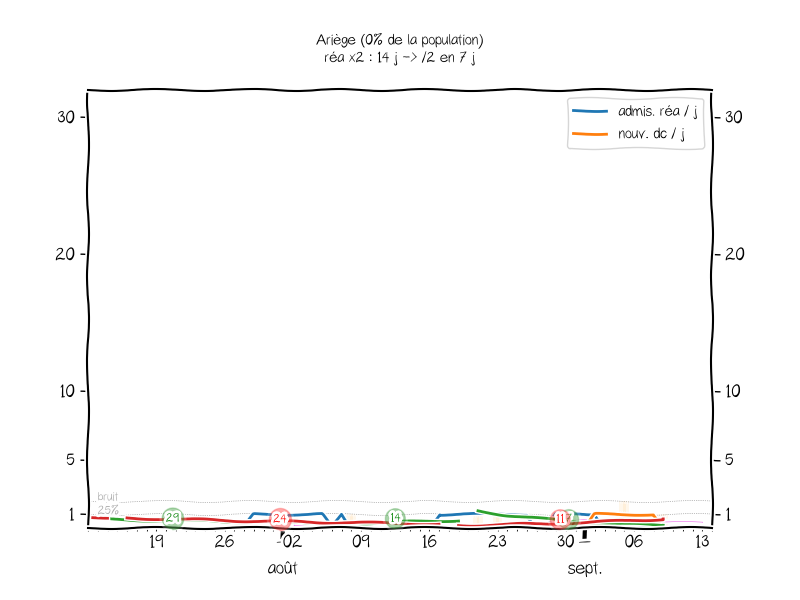 Ariège (0% de la population)
réa x2 : 14 j -> /2 en 7 j
admis. réa / j
nouv. dc / j
30 30
20 20
10 10
5 5
bruit
25%
1 1
29 24 14 11
19 26 02 09 16 23 30 06 13
août sept.